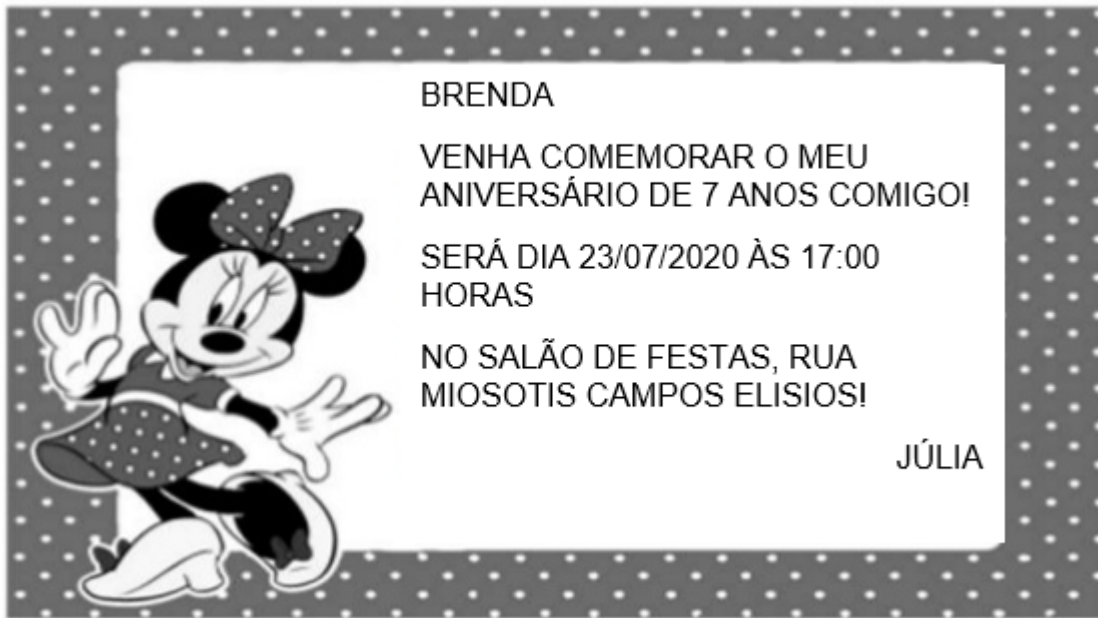 BRENDA
VENHA COMEMORAR O MEU
ANIVERSÁRIO DE 7 ANOS COMIGO!
SERÁ DIA 23/07/2020 ÀS 17:00
HORAS
NO SALÃO DE FESTAS, RUA
MIOSOTIS CAMPOS ELISIOS!
JÚLIA